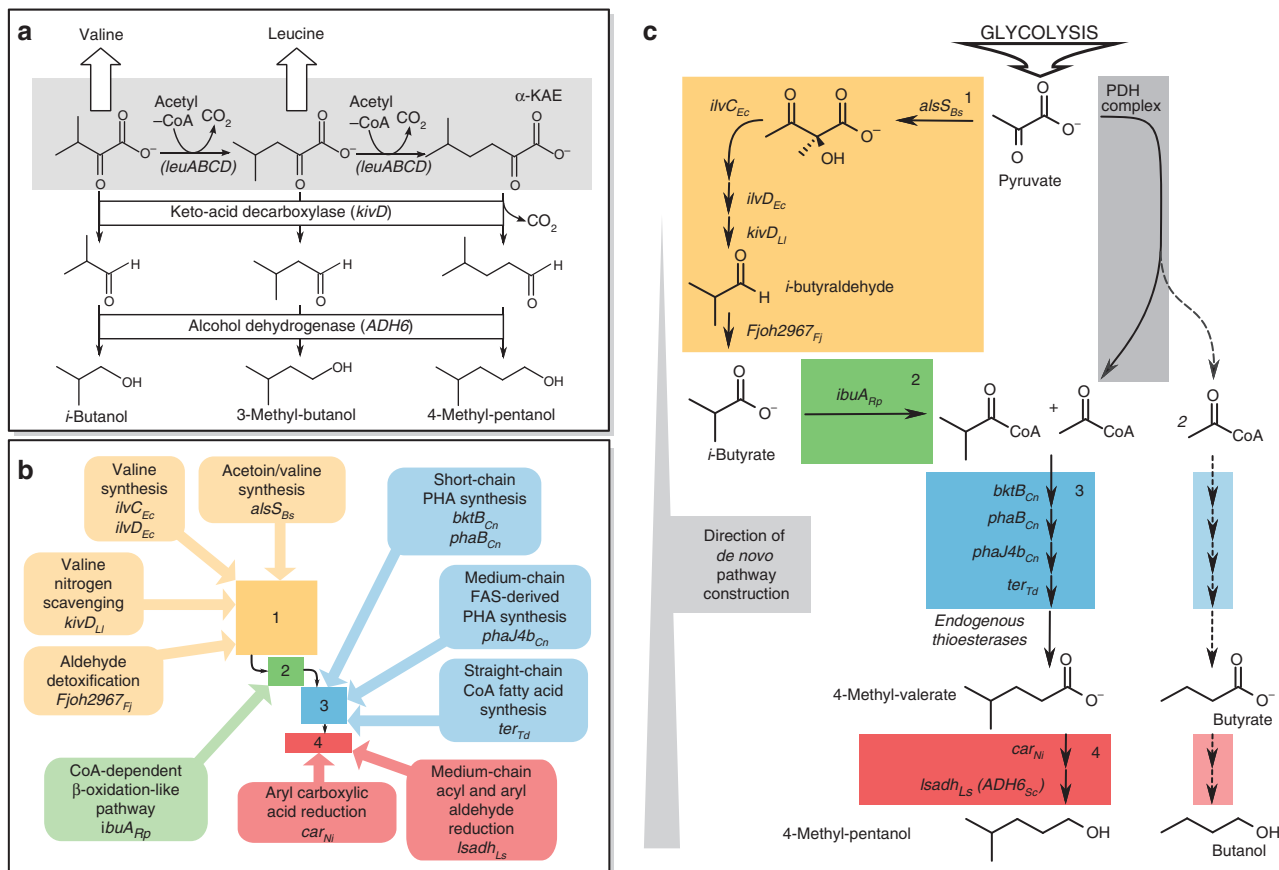 a
Valine
Leucine
α-KAE
Acetyl
–CoA
CO2
Acetyl
–CoA
CO2
O
O−
O
(leuABCD)
O
O−
O
(leuABCD)
O
O−
O
Keto-acid decarboxylase (kivD)
CO2
H
O
H
O
H
O
Alcohol dehydrogenase (ADH6)
OH
OH
OH
i-Butanol
3-Methyl-butanol
4-Methyl-pentanol
b
Valine
synthesis
ilvCEc
ilvDEc
Acetoin/valine
synthesis
alsSBs
Short-chain
PHA synthesis
bktBCn
phaBCn
Valine
nitrogen
scavenging
kivDLl
Medium-chain
FAS-derived
PHA synthesis
phaJ4bCn
Aldehyde
detoxification
Fjoh2967Fj
Straight-chain
CoA fatty acid
synthesis
terTd
1
2
3
4
CoA-dependent
β-oxidation-like
pathway
ibuARp
Aryl carboxylic
acid reduction
carNi
Medium-chain
acyl and aryl
aldehyde
reduction
lsadhLs
c
GLYCOLYSIS
PDH
complex
1
ilvCEc
alsSBs
O
O
O−
OH
O
O−
O
Pyruvate
ilvDEc
kivDLl
O
H
i-butyraldehyde
Fjoh2967Fj
2
O
O−
i-Butyrate
ibuARp
O
CoA
+
O
CoA
2
O
CoA
3
bktBCn
phaBCn
phaJ4bCn
terTd
Direction of
de novo
pathway
construction
Endogenous
thioesterases
4-Methyl-valerate
O
O−
O
O−
Butyrate
4
carNi
lsadhLs (ADH6Sc)
4-Methyl-pentanol
OH
OH
Butanol